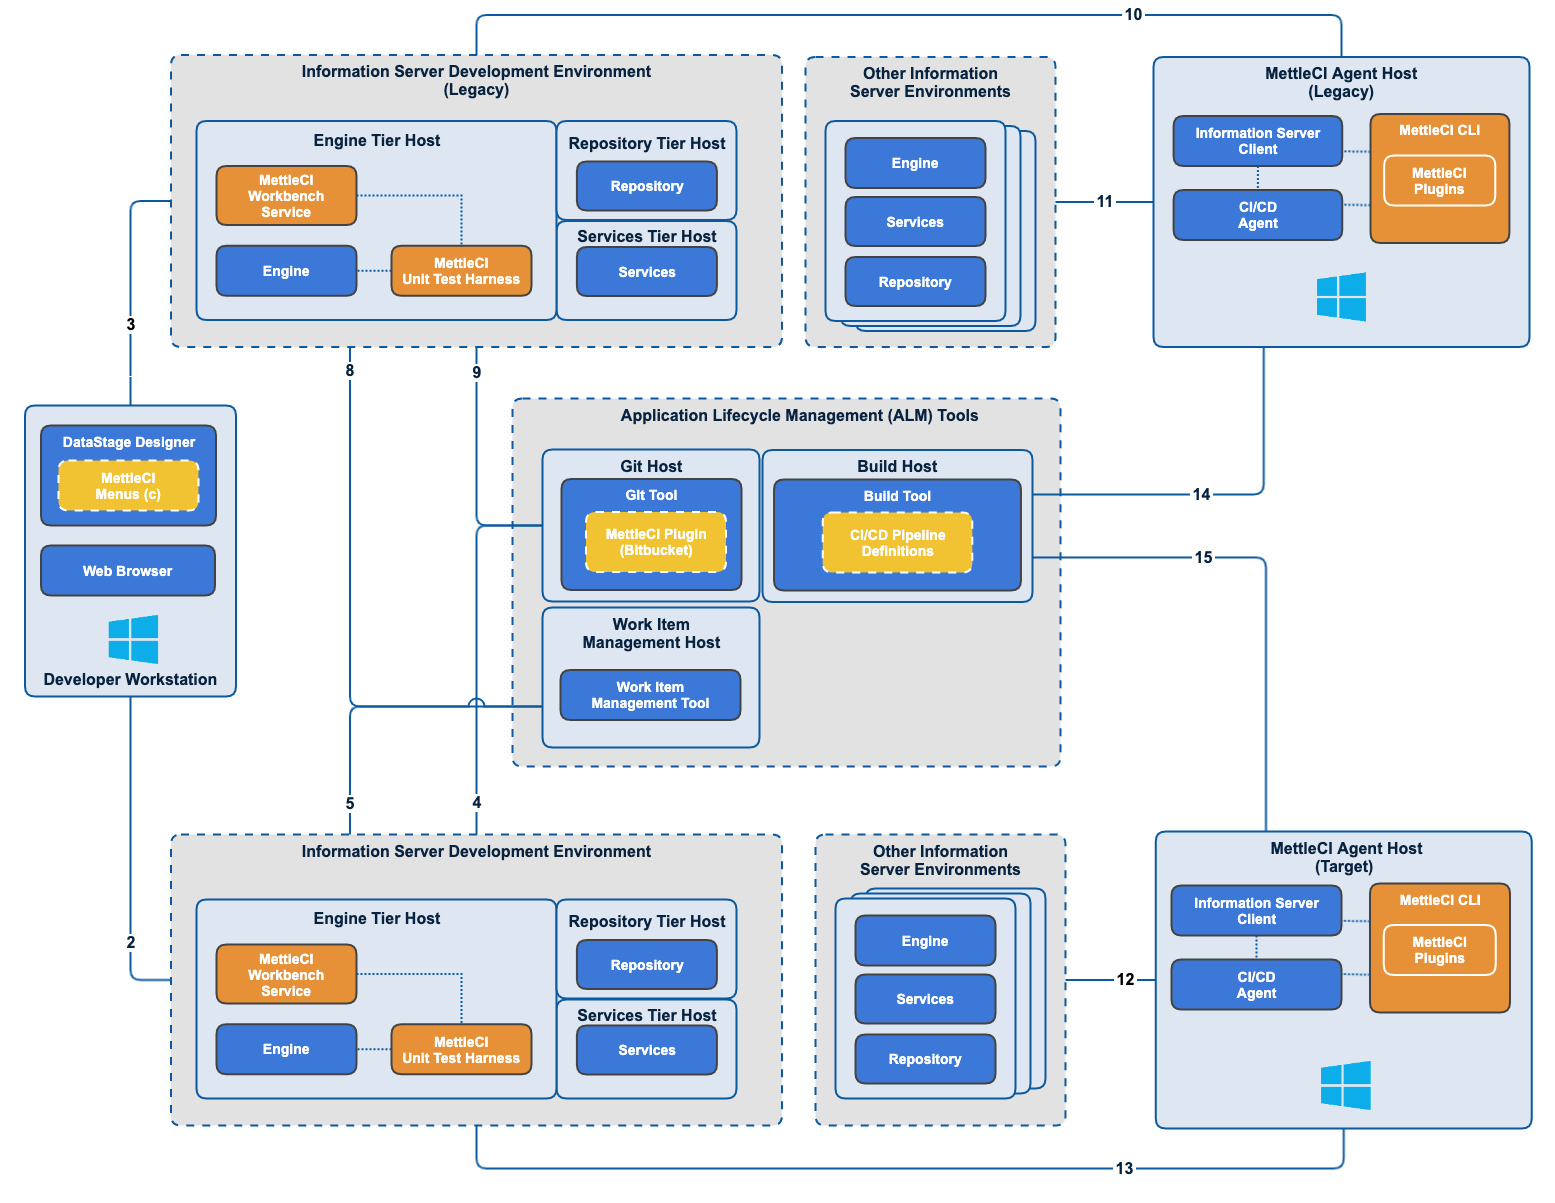 10
Information Server Development Environment
(Legacy)
Engine Tier Host
MettleCI
Workbench
Service
Engine
MettleCI
Unit Test Harness
Repository Tier Host
Repository
Services Tier Host
Services
Other Information
Server Environments
Engine
Services
Repository
11
MettleCI Agent Host
(Legacy)
Information Server
Client
CI/CD
Agent
MettleCI CLI
MettleCI
Plugins
3
8
9
DataStage Designer
MettleCI
Menus (c)
Web Browser
Developer Workstation
Application Lifecycle Management (ALM) Tools
Git Host
Git Tool
MettleCI Plugin
(Bitbucket)
Build Host
Build Tool
CI/CD Pipeline
Definitions
Work Item
Management Host
Work Item
Management Tool
14
15
5
4
2
Information Server Development Environment
Engine Tier Host
MettleCI
Workbench
Service
Engine
MettleCI
Unit Test Harness
Repository Tier Host
Repository
Services Tier Host
Services
Other Information
Server Environments
Engine
Services
Repository
12
MettleCI Agent Host
(Target)
Information Server
Client
CI/CD
Agent
MettleCI CLI
MettleCI
Plugins
13